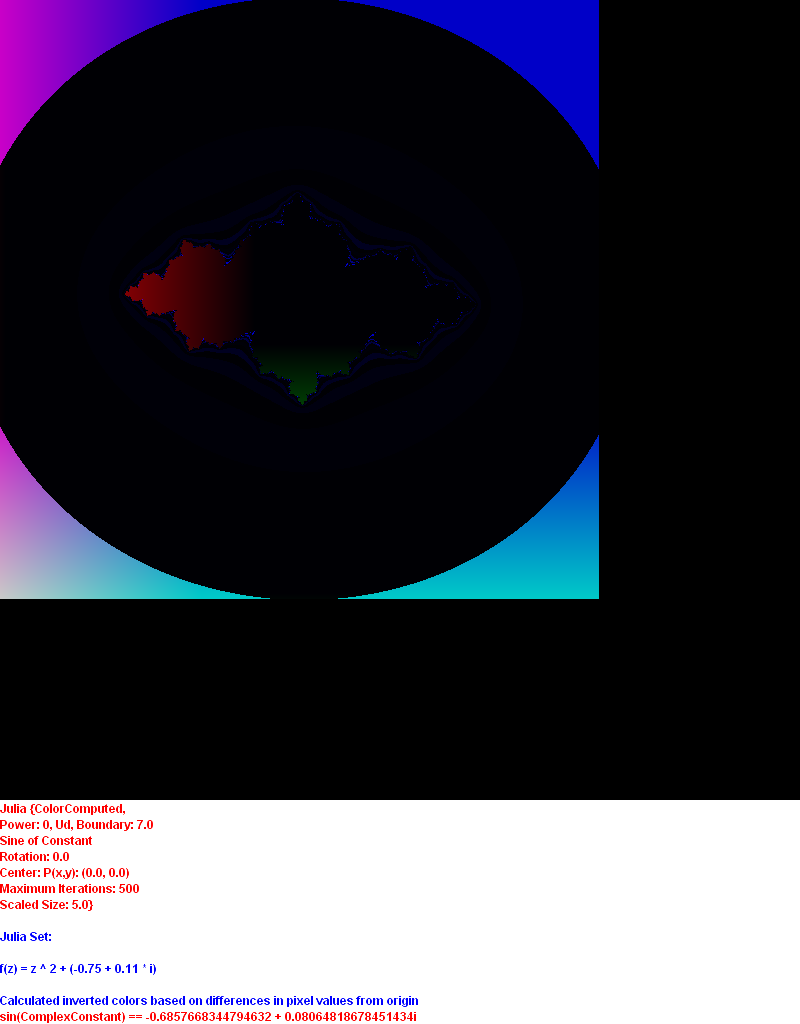 Julia {ColorComputed,
Power: 0, Ud, Boundary: 7.0
Sine of Constant
Rotation: 0.0
Center: P(x,y): (0.0, 0.0)
Maximum Iterations: 500
Scaled Size: 5.0}
Julia Set:
f(z) = z ^ 2 + (-0.75 + 0.11 * i)
Calculated inverted colors based on differences in pixel values from origin
sin(ComplexConstant) == -0.6857668344794632 + 0.08064818678451434i